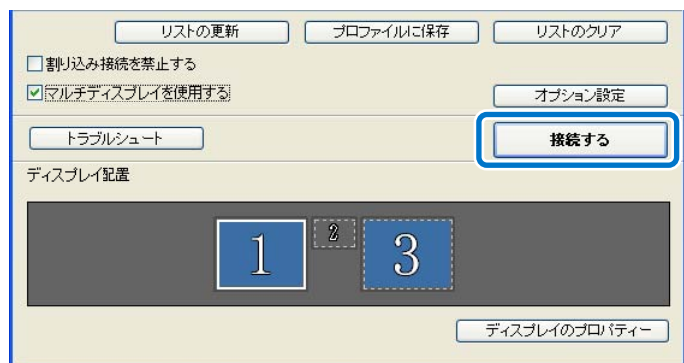 リストの更新 プロファイルに保存 リストのクリア
割り込み接続を禁止する
マルチディスプレイを使用する オプション設定
トラブルシュート 接続する
ディスプレイ配置
1 2 3
ディスプレイのプロパティー